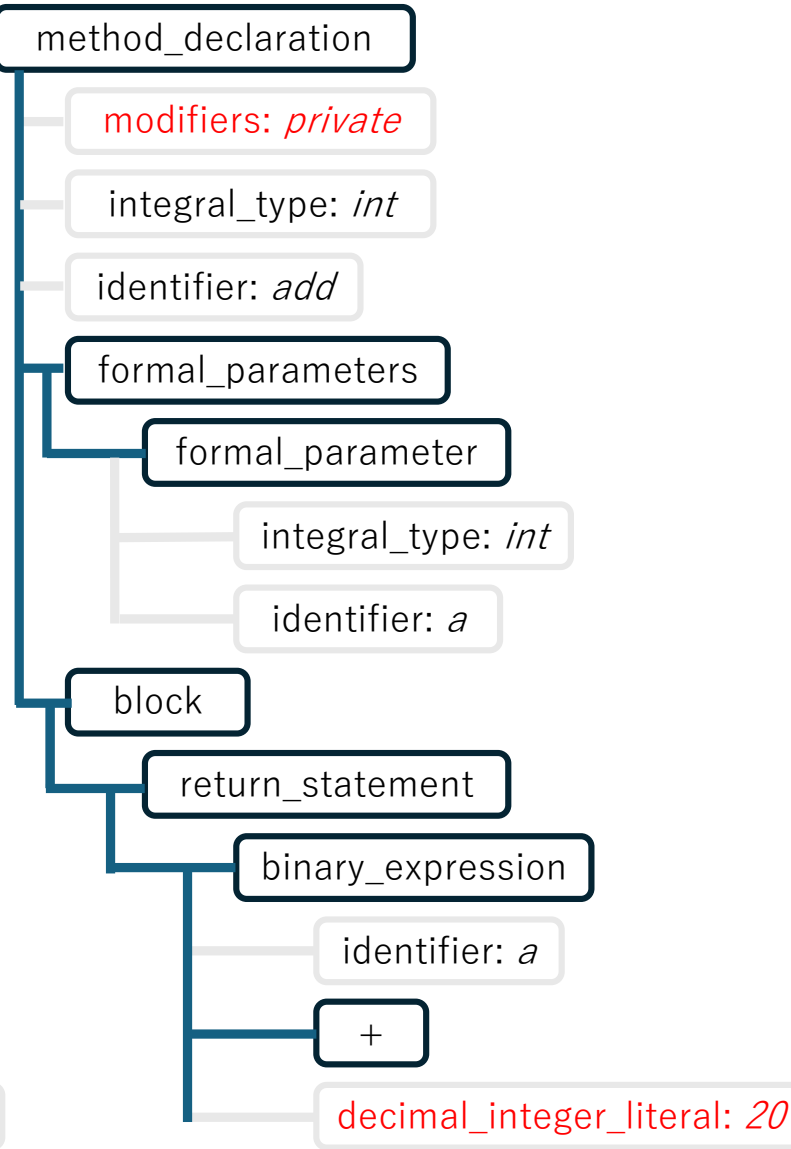 method_declaration
modifiers: private
integral_type: int
identifier: add
formal_parameters
formal_parameter
integral_type: int
identifier: a
block
return_statement
binary_expression
identifier: a
+
decimal_integer_literal: 20